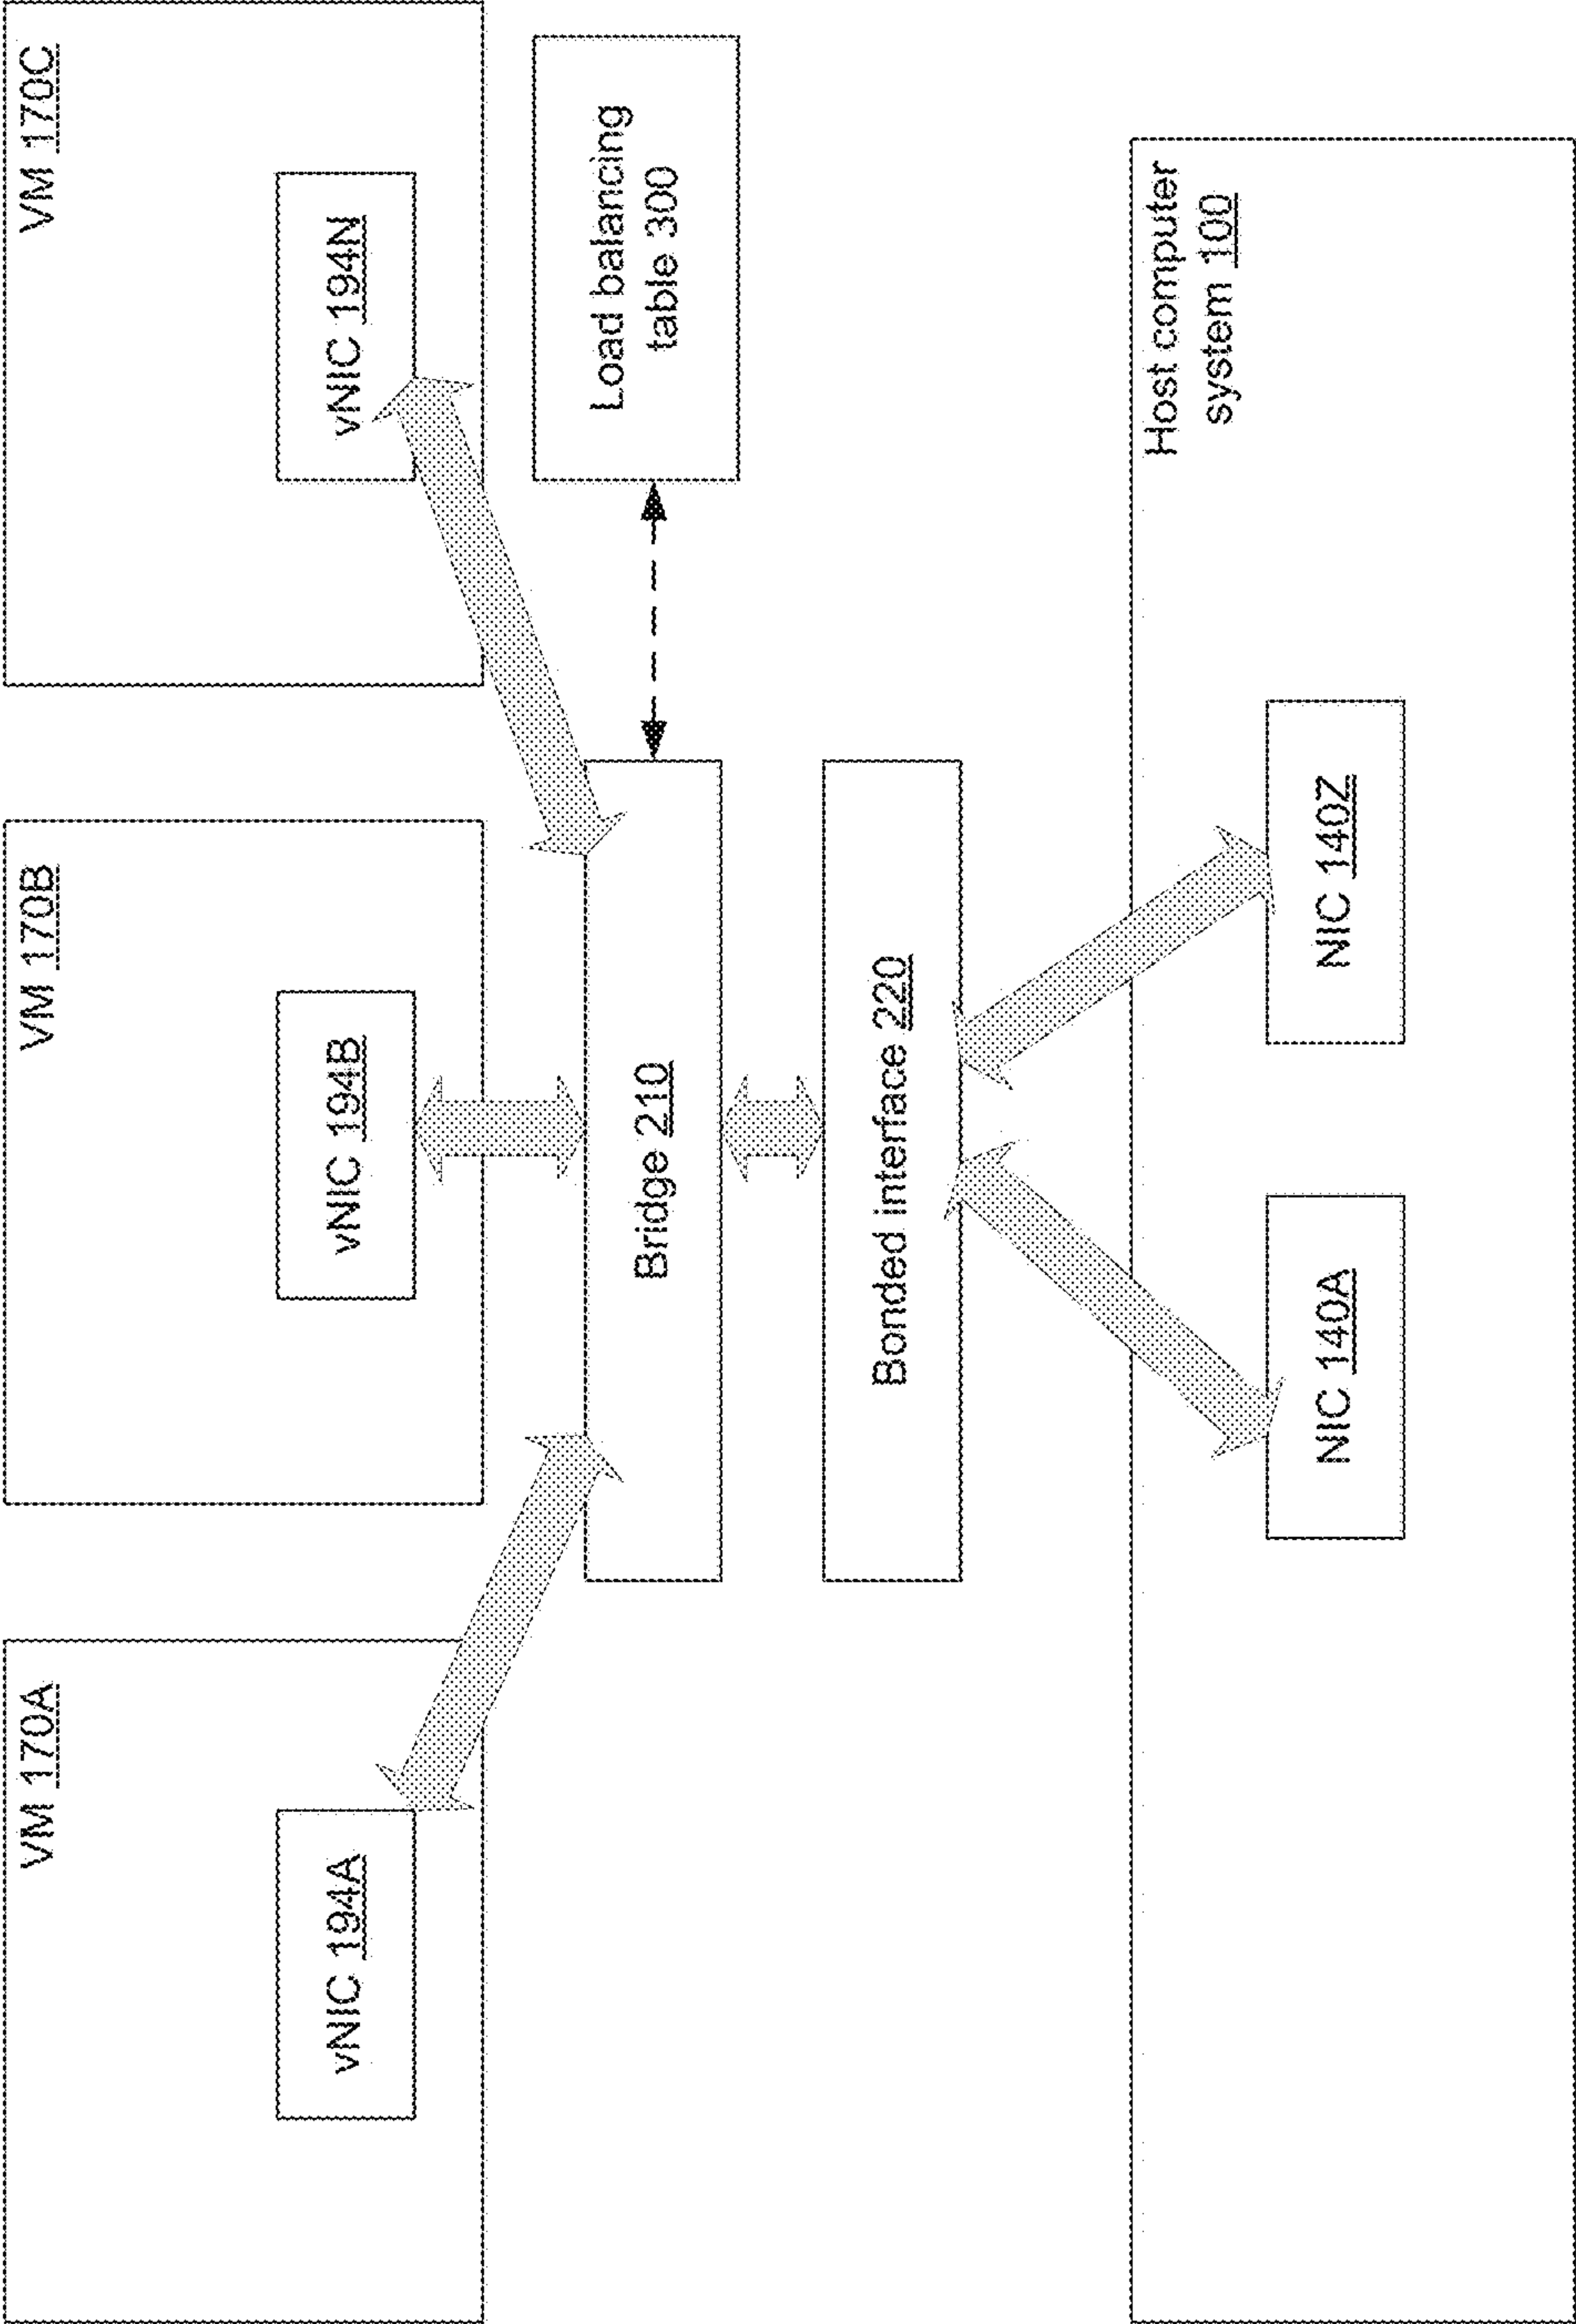 VM 170A
vNIC 194A
VM 170B
vNIC 194B
VM 170C
vNIC 194N
Load balancing
table 300
Bridge 210
Bonded interface 220
Host computer
system 100
NIC 140A
NIC 140Z